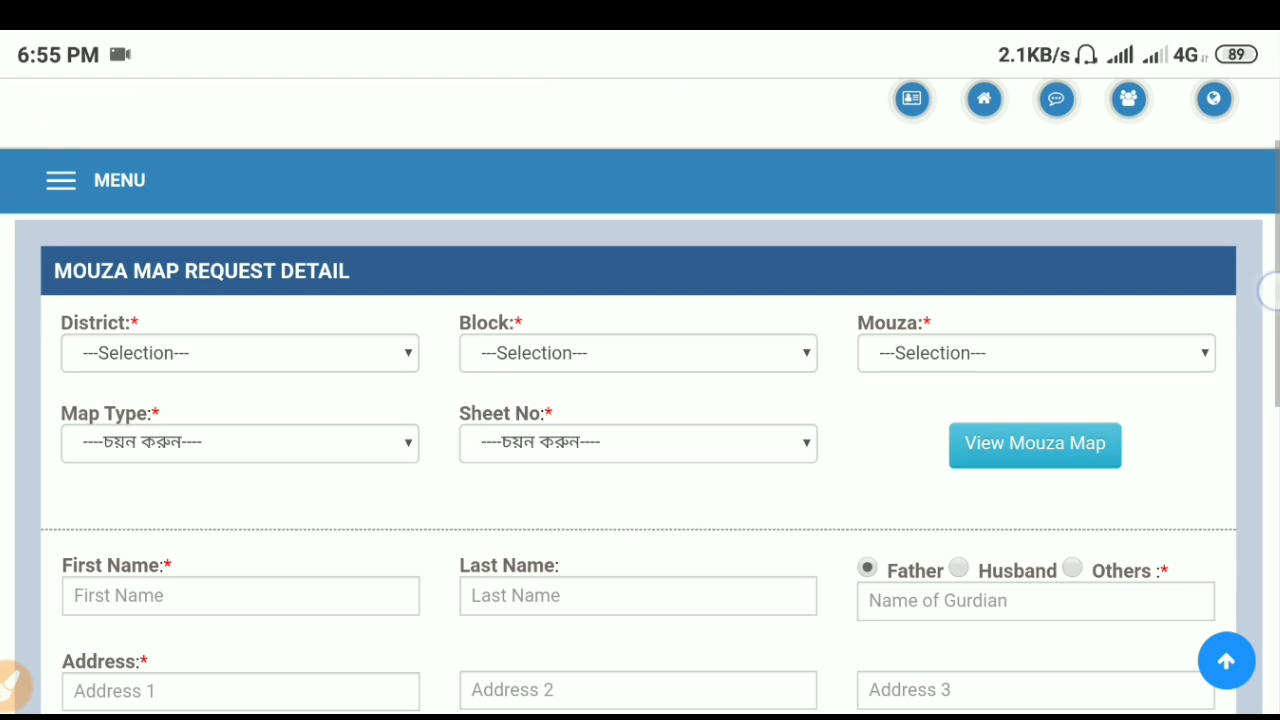 6:55 PM 2.1KB/s 4G 89
MENU
MOUZA MAP REQUEST DETAIL
District:* Block:* Mouza:*
---Selection--- ---Selection--- ---Selection---
Map Type:* Sheet No:*
----চয়ন করুন---- ----চয়ন করুন---- View Mouza Map
First Name:* Last Name: Father Husband Others :*
First Name Last Name Name of Gurdian
Address:*
Address 1 Address 2 Address 3